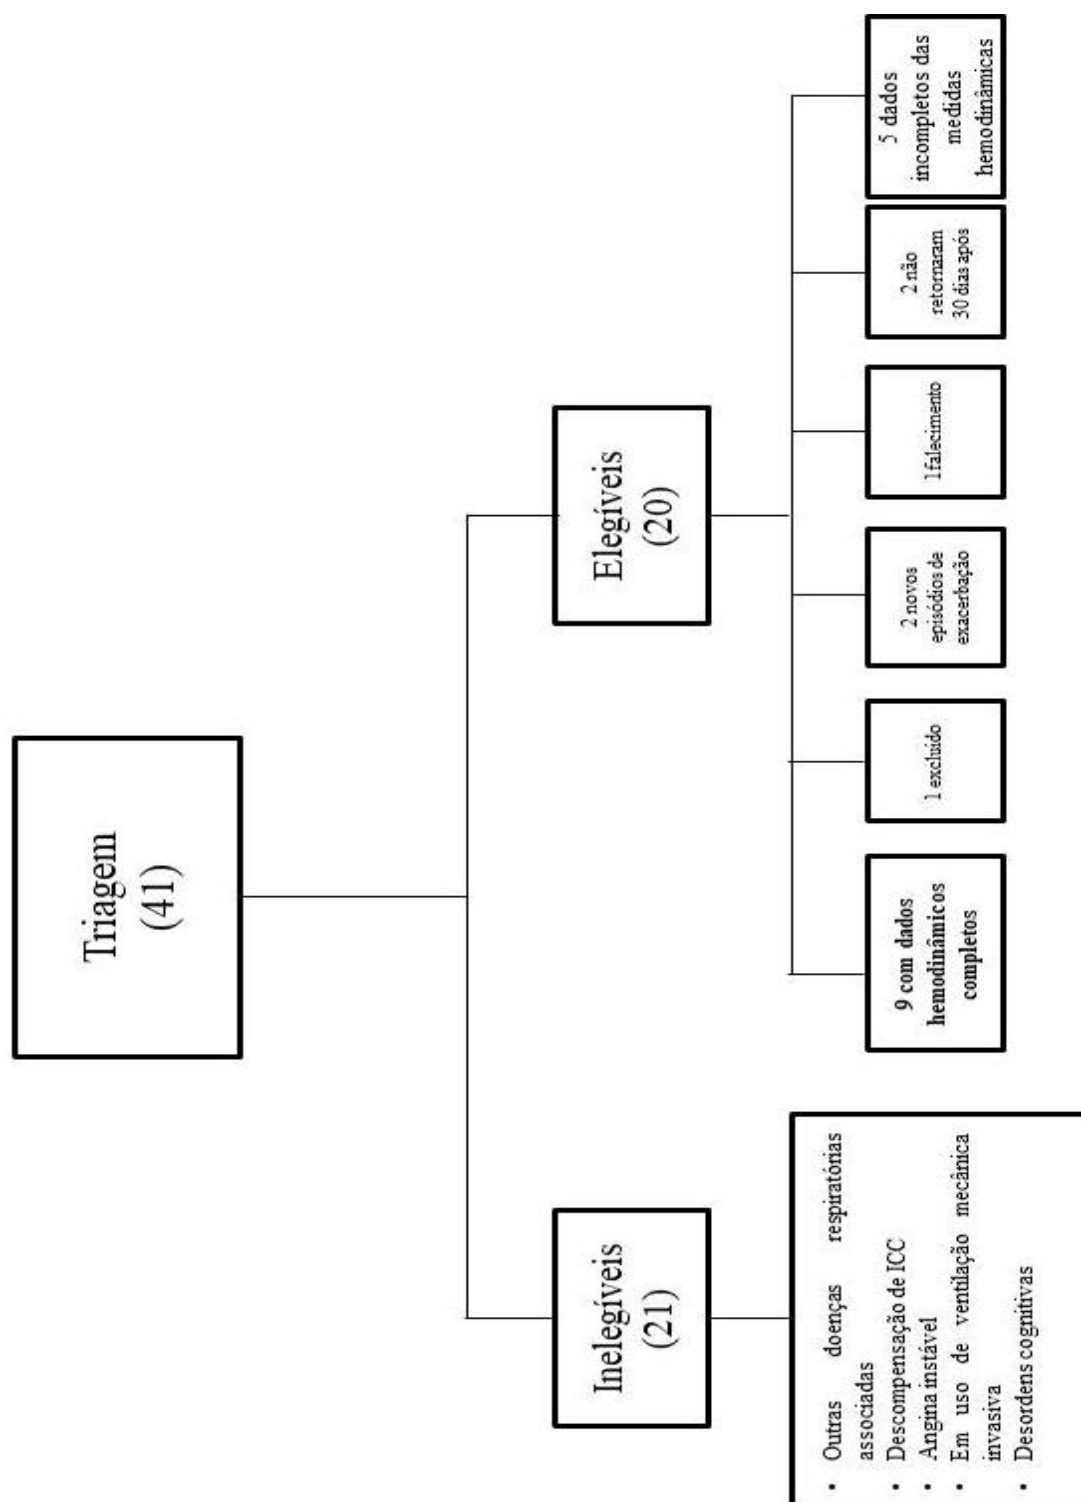 Triagem
(41)
Inelegíveis
(21)
Elegíveis
(20)
• Outras doenças respiratórias
associadas
• Descompensação de ICC
• Angina instável
• Em uso de ventilação mecânica
invasiva
• Desordens cognitivas
9 com dados
hemodinâmicos
completos
1 excluído
2 novos
episódios de
exacerbação
1 falecimento
2 não
retornaram
30 dias após
5 dados
incompletos das
medidas
hemodinâmicas